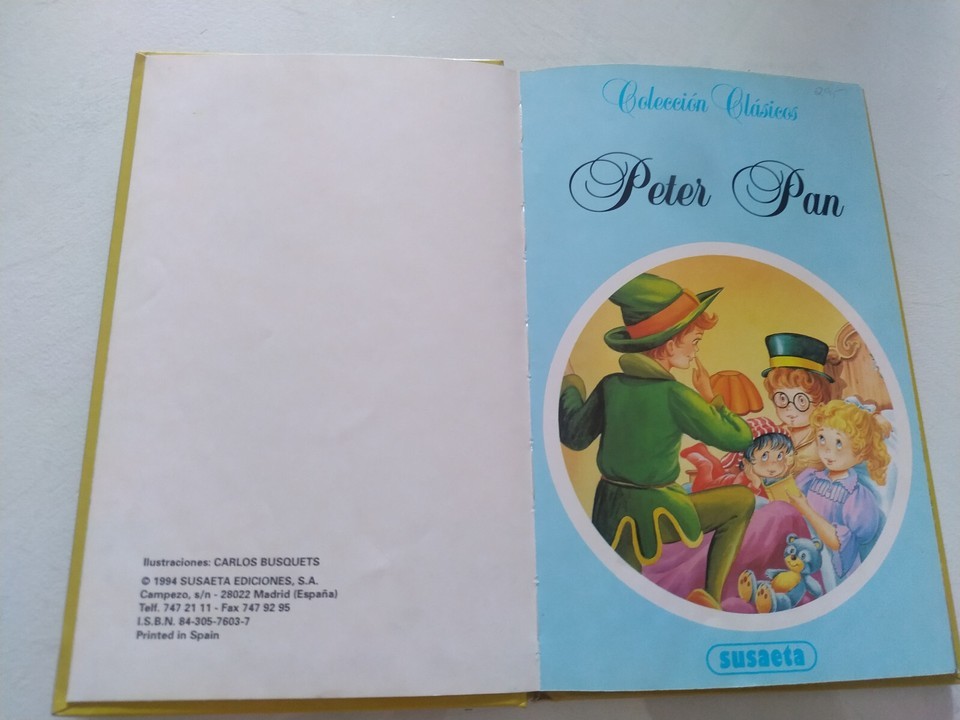 Ilustraciones: CARLOS BUSQUETS
© 1994 SUSAETA EDICIONES, S.A.
Campezo, s/n - 28022 Madrid (España)
Telf. 747 21 11 - Fax 747 92 95
I.S.B.N. 84-305-7603-7
Printed in Spain
Colección Clásicos
Peter Pan
susaeta